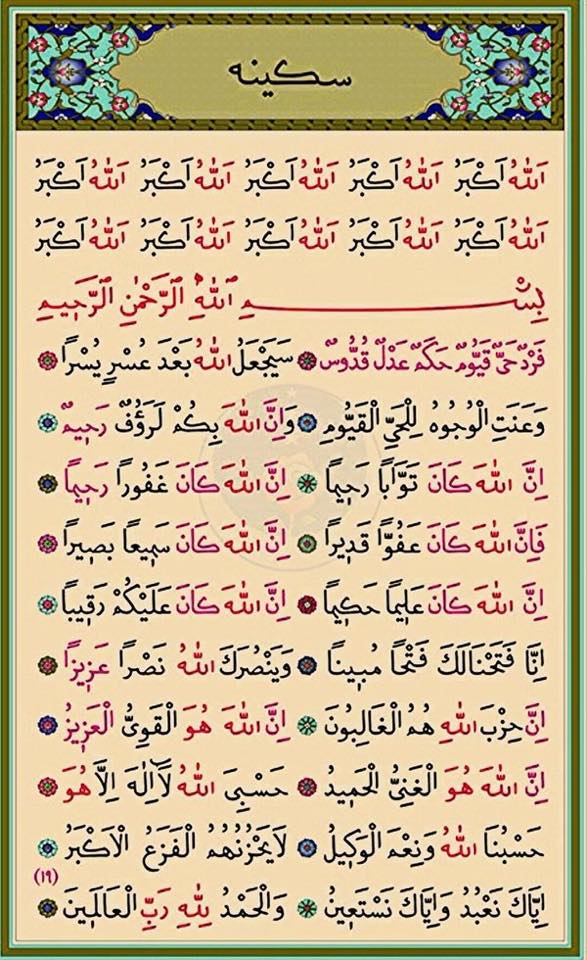 سكينه
اَللّٰهُ اَكْبَرُ اَللّٰهُ اَكْبَرُ اَللّٰهُ اَكْبَرُ اَللّٰهُ اَكْبَرُ اَللّٰهُ اَكْبَرُ
اَللّٰهُ اَكْبَرُ اَللّٰهُ اَكْبَرُ اَللّٰهُ اَكْبَرُ اَللّٰهُ اَكْبَرُ اَللّٰهُ اَكْبَرُ
بِسْمِ اللّٰهِ الرَّحْمٰنِ الرَّحِيمِ
فَرْدٌ حَىٌّ قَيُّومٌ حَكَمٌ عَدْلٌ قُدُّوسٌ سَيَجْعَلُ اللّٰهُ بَعْدَ عُسْرٍ يُسْرًا
وَعَنَتِ الْوُجُوهُ لِلْحَىِّ الْقَيُّومِ وَاِنَّ اللّٰهَ بِكُمْ لَرَؤُفٌ رَحِيمٌ
اِنَّ اللّٰهَ كَانَ تَوَّابًا رَحِيمًا اِنَّ اللّٰهَ كَانَ غَفُورًا رَحِيمًا
فَاِنَّ اللّٰهَ كَانَ عَفُوًّا قَدِيرًا اِنَّ اللّٰهَ كَانَ سَمِيعًا بَصِيرًا
اِنَّ اللّٰهَ كَانَ عَلِيمًا حَكِيمًا اِنَّ اللّٰهَ كَانَ عَلَيْكُمْ رَقِيبًا
اِنَّا فَتَحْنَا لَكَ فَتْحًا مُبِينًا وَيَنْصُرَكَ اللّٰهُ نَصْرًا عَزِيزًا
اِنَّ حِزْبَ اللّٰهِ هُمُ الْغَالِبُونَ اِنَّ اللّٰهَ هُوَ الْقَوِىُّ الْعَزِيزُ
اِنَّ اللّٰهَ هُوَ الْغَنِىُّ الْحَمِيدُ حَسْبِىَ اللّٰهُ لَٓا اِلٰهَ اِلَّا هُوَ
حَسْبُنَا اللّٰهُ وَنِعْمَ الْوَكِيلُ لَا يَحْزُنُهُمُ الْفَزَعُ الْاَكْبَرُ
(١٩)
اِيَّاكَ نَعْبُدُ وَاِيَّاكَ نَسْتَعِينُ وَالْحَمْدُ لِلّٰهِ رَبِّ الْعَالَمِينَ